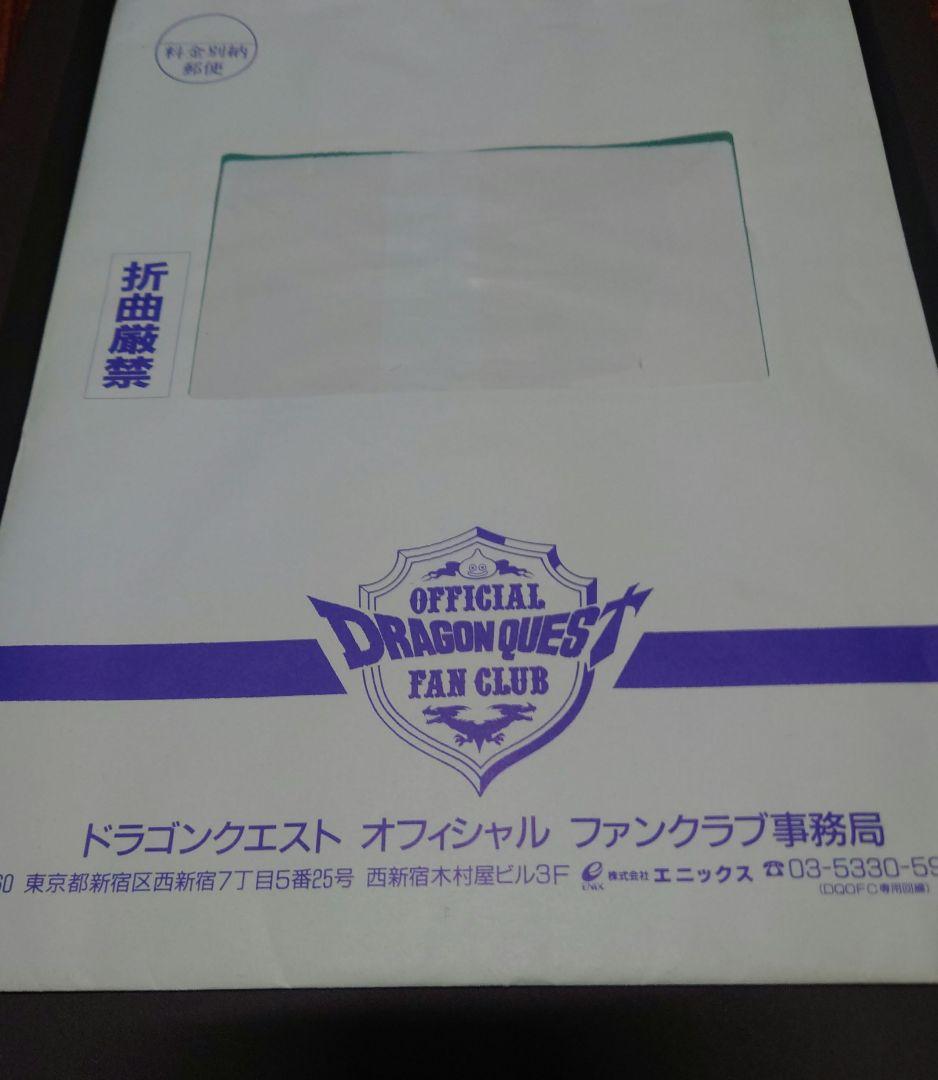 料金別納
郵便
折曲厳禁
OFFICIAL
DRAGON QUEST
FAN CLUB
ドラゴンクエスト オフィシャル ファンクラブ事務局
60 東京都新宿区西新宿7丁目5番25号 西新宿木村屋ビル3F ENIX 株式会社 エニックス ☎03-5330-59
(DQOFC専用回線)